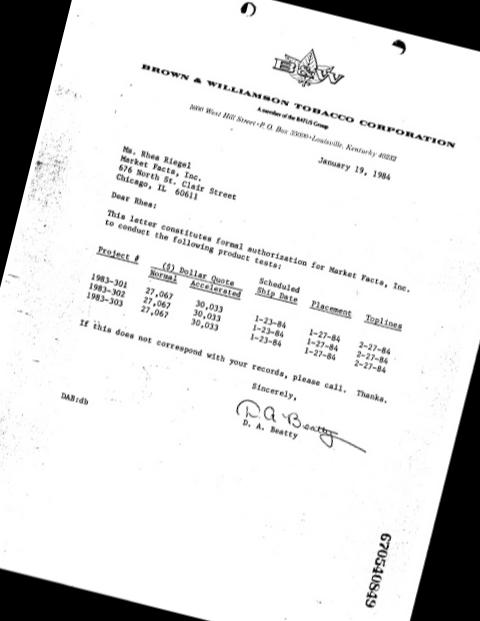 B&W
BROWN & WILLIAMSON TOBACCO CORPORATION
A member of the BATUS Group
1600 West Hill Street • P. O. Box 35090 • Louisville, Kentucky 40232
January 19, 1984
Ms. Rhea Riegel
Market Facts, Inc.
676 North St. Clair Street
Chicago, IL 60611
Dear Rhea:
This letter constitutes formal authorization for Market Facts, Inc.
to conduct the following product tests:
($) Dollar Quote Scheduled
Project # Normal Accelerated Ship Date Placement Toplines
1983-301 27,067 30,033 1-23-84 1-27-84 2-27-84
1983-302 27,067 30,033 1-23-84 1-27-84 2-27-84
1983-303 27,067 30,033 1-23-84 1-27-84 2-27-84
If this does not correspond with your records, please call. Thanks.
Sincerely,
D A Beatty
D. A. Beatty
DAB:db
670540849